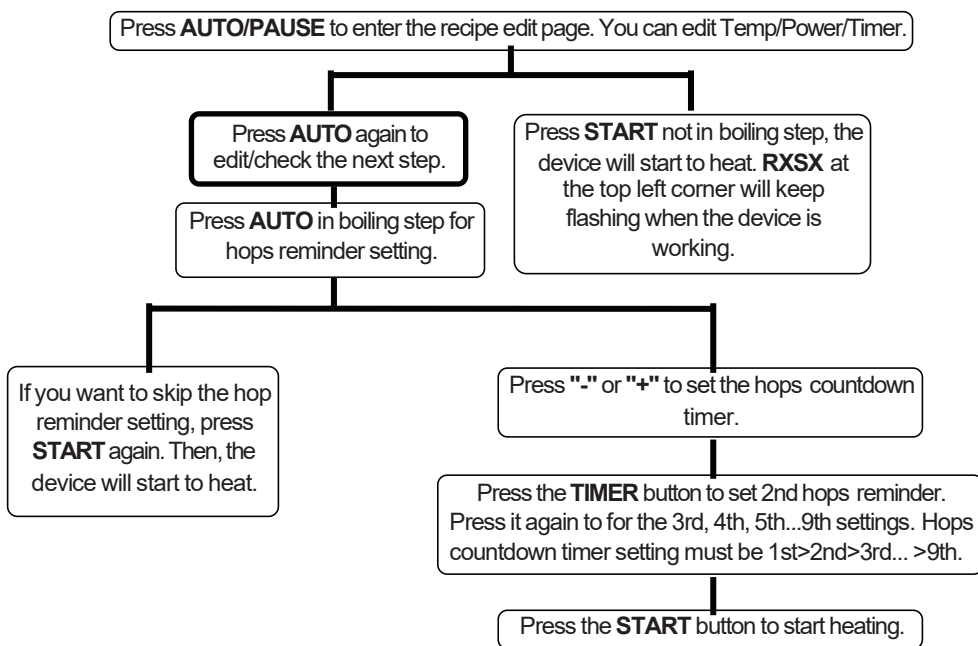 Press AUTO/PAUSE to enter the recipe edit page. You can edit Temp/Power/Timer.
Press AUTO again to
edit/check the next step.
Press START not in boiling step, the
device will start to heat. RXSX at
the top left corner will keep
flashing when the device is
working.
Press AUTO in boiling step for
hops reminder setting.
If you want to skip the hop
reminder setting, press
START again. Then, the
device will start to heat.
Press "-" or "+" to set the hops countdown
timer.
Press the TIMER button to set 2nd hops reminder.
Press it again to for the 3rd, 4th, 5th...9th settings. Hops
countdown timer setting must be 1st>2nd>3rd... >9th.
Press the START button to start heating.